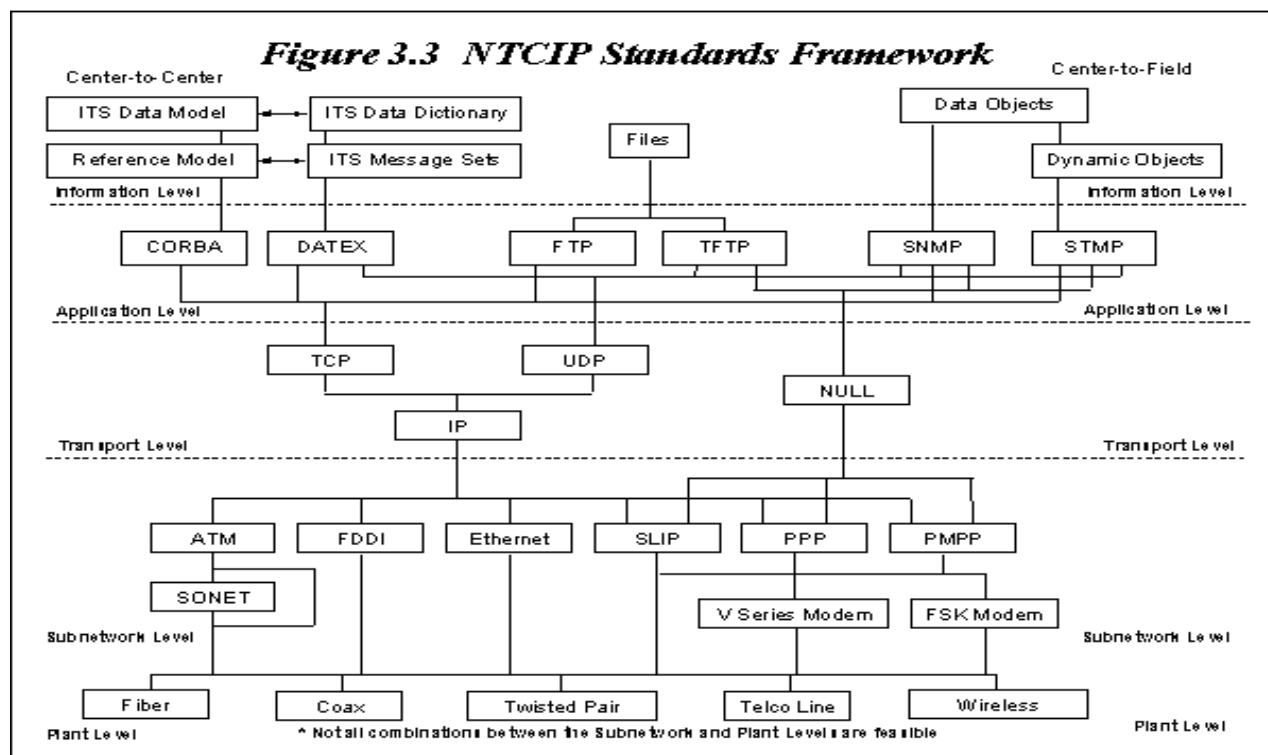 Figure 3.3 NTCIP Standards Framework
Center-to-Center
Center-to-Field
ITS Data Model
ITS Data Dictionary
Data Objects
Files
Reference Model
ITS Message Sets
Dynamic Objects
Information Level
Information Level
CORBA
DATEX
FTP
TFTP
SNMP
STMP
Application Level
Application Level
TCP
UDP
NULL
IP
Transport Level
Transport Level
ATM
FDDI
Ethernet
SLIP
PPP
PMPP
SONET
V Series Modem
FSK Modem
Subnetwork Level
Subnetwork Level
Fiber
Coax
Twisted Pair
Telco Line
Wireless
Plant Level
* Not all combinations between the Subnetwork and Plant Levels are feasible
Plant Level